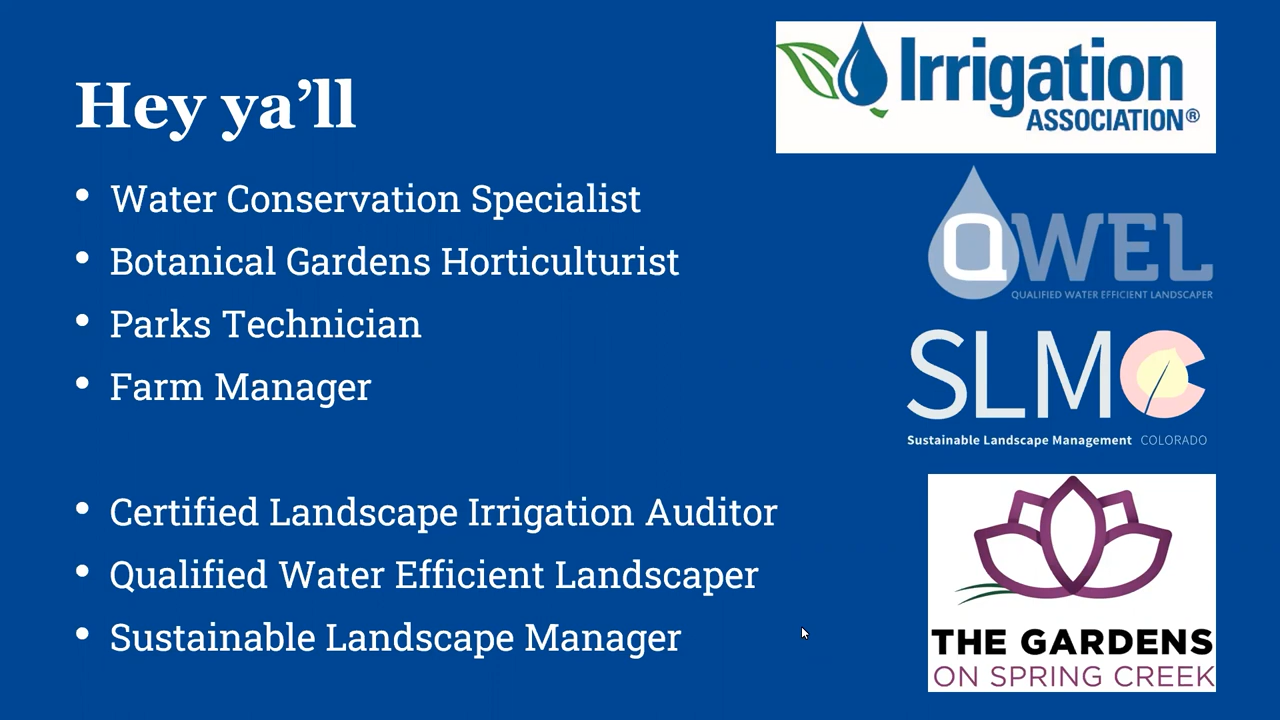 Hey ya’ll
• Water Conservation Specialist
• Botanical Gardens Horticulturist
• Parks Technician
• Farm Manager
• Certified Landscape Irrigation Auditor
• Qualified Water Efficient Landscaper
• Sustainable Landscape Manager
Irrigation
ASSOCIATION®
QWEL
QUALIFIED WATER EFFICIENT LANDSCAPER
SLMC
Sustainable Landscape Management COLORADO
THE GARDENS
ON SPRING CREEK